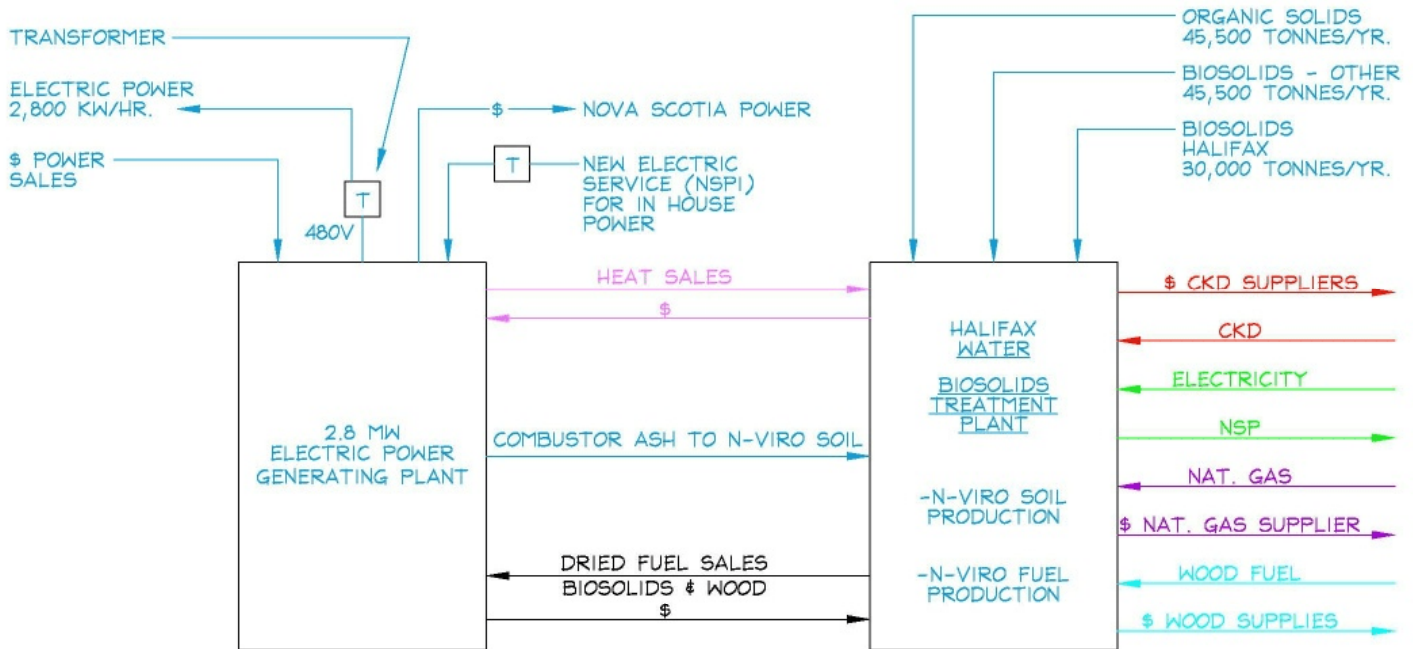 TRANSFORMER
ELECTRIC POWER
2,800 KW/HR.
$ POWER
SALES
T
480V
$
NOVA SCOTIA POWER
T
NEW ELECTRIC
SERVICE (NSPI)
FOR IN HOUSE
POWER
ORGANIC SOLIDS
45,500 TONNES/YR.
BIOSOLIDS - OTHER
45,500 TONNES/YR.
BIOSOLIDS
HALIFAX
30,000 TONNES/YR.
2.8 MW
ELECTRIC POWER
GENERATING PLANT
HEAT SALES
$
COMBUSTOR ASH TO N-VIRO SOIL
DRIED FUEL SALES
BIOSOLIDS & WOOD
$
HALIFAX
WATER
BIOSOLIDS
TREATMENT
PLANT
-N-VIRO SOIL
PRODUCTION
-N-VIRO FUEL
PRODUCTION
$ CKD SUPPLIERS
CKD
ELECTRICITY
NSP
NAT. GAS
$ NAT. GAS SUPPLIER
WOOD FUEL
$ WOOD SUPPLIES